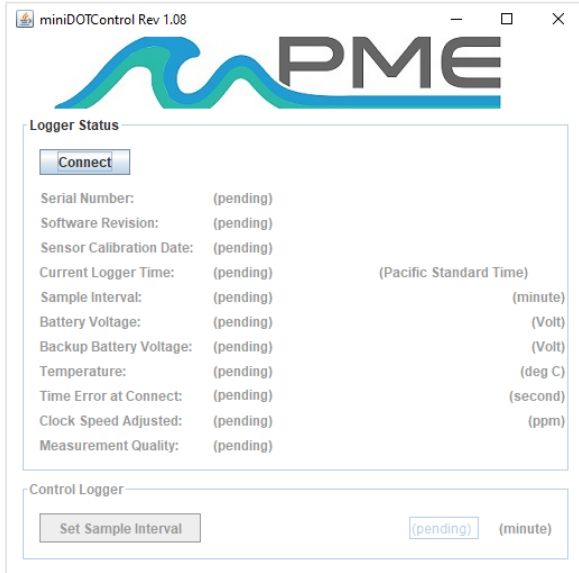 miniDOTControl Rev 1.08
PME
Logger Status
Connect
Serial Number: (pending)
Software Revision: (pending)
Sensor Calibration Date: (pending)
Current Logger Time: (pending) (Pacific Standard Time)
Sample Interval: (pending) (minute)
Battery Voltage: (pending) (Volt)
Backup Battery Voltage: (pending) (Volt)
Temperature: (pending) (deg C)
Time Error at Connect: (pending) (second)
Clock Speed Adjusted: (pending) (ppm)
Measurement Quality: (pending)
Control Logger
Set Sample Interval (pending) (minute)